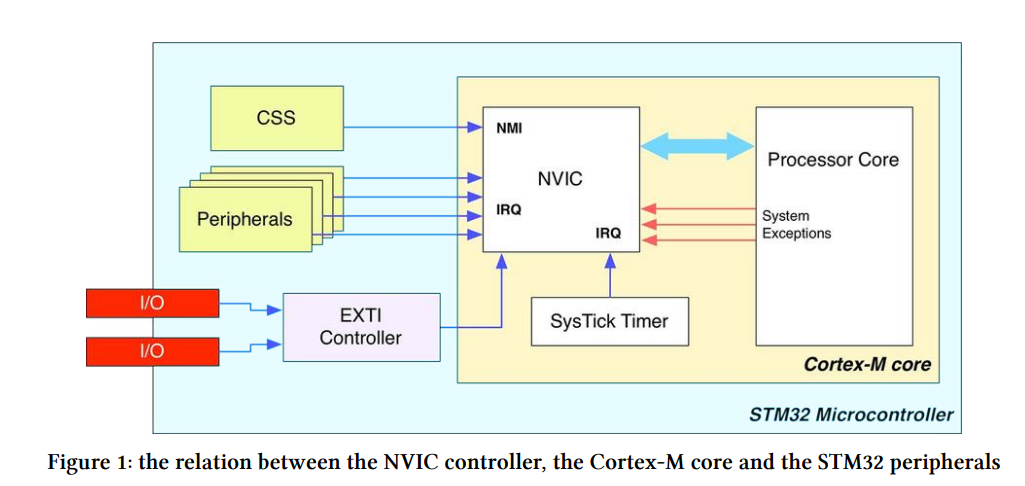 CSS
NMI
NVIC
Processor Core
Peripherals
IRQ
IRQ
System
Exceptions
I/O
I/O
EXTI
Controller
SysTick Timer
Cortex-M core
STM32 Microcontroller
Figure 1: the relation between the NVIC controller, the Cortex-M core and the STM32 peripherals